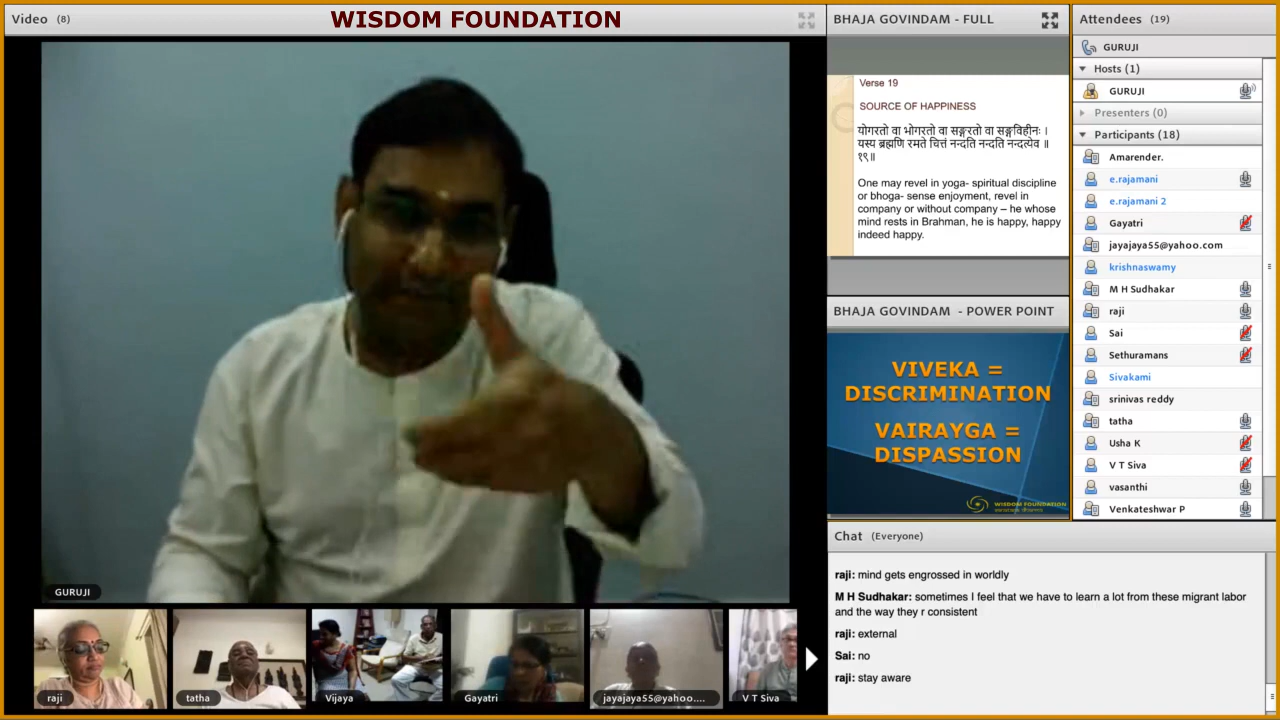 Video (8)
WISDOM FOUNDATION
GURUJI
raji
tatha
Vijaya
Gayatri
jayajaya55@yahoo....
V T Siva
BHAJA GOVINDAM - FULL
Verse 19
SOURCE OF HAPPINESS
योगरतो वा भोगरतो वा सङ्गरतो वा सङ्गविहीनः ।
यस्य ब्रह्मणि रमते चित्तं नन्दति नन्दति नन्दत्येव ॥
१९॥
One may revel in yoga- spiritual discipline
or bhoga- sense enjoyment, revel in
company or without company – he whose
mind rests in Brahman, he is happy, happy
indeed happy.
BHAJA GOVINDAM - POWER POINT
VIVEKA =
DISCRIMINATION
VAIRAYGA =
DISPASSION
WISDOM FOUNDATION
Attendees (19)
GURUJI
Hosts (1)
GURUJI
Presenters (0)
Participants (18)
Amarender.
e.rajamani
e.rajamani 2
Gayatri
jayajaya55@yahoo.com
krishnaswamy
M H Sudhakar
raji
Sai
Sethuramans
Sivakami
srinivas reddy
tatha
Usha K
V T Siva
vasanthi
Venkateshwar P
Chat (Everyone)
raji: mind gets engrossed in worldly
M H Sudhakar: sometimes I feel that we have to learn a lot from these migrant labor
and the way they r consistent
raji: external
Sai: no
raji: stay aware